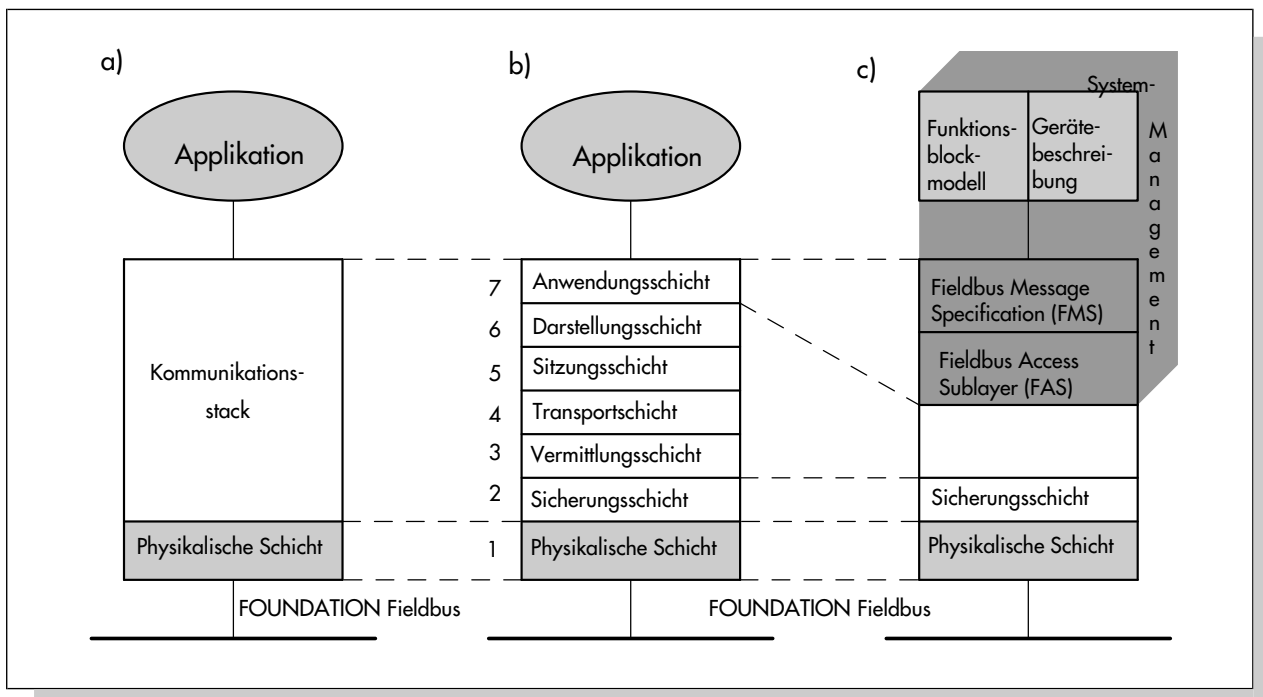 a)
Applikation
Kommunikations-
stack
Physikalische Schicht
FOUNDATION Fieldbus
b)
Applikation
7
Anwendungsschicht
6
Darstellungsschicht
5
Sitzungsschicht
4
Transportschicht
3
Vermittlungsschicht
2
Sicherungsschicht
1
Physikalische Schicht
FOUNDATION Fieldbus
c)
System-
Management
Funktions-
block-
modell
Geräte-
beschrei-
bung
Fieldbus Message
Specification (FMS)
Fieldbus Access
Sublayer (FAS)
Sicherungsschicht
Physikalische Schicht